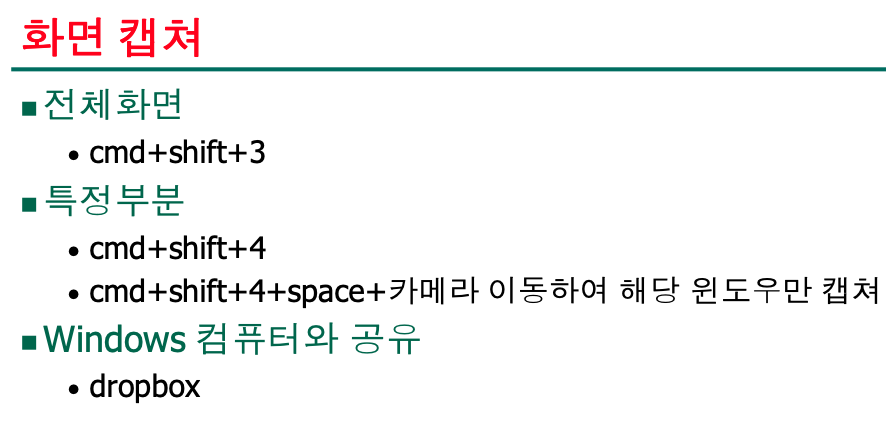 화면 캡쳐
■전체화면
• cmd+shift+3
■특정부분
• cmd+shift+4
• cmd+shift+4+space+카메라 이동하여 해당 윈도우만 캡쳐
■Windows 컴퓨터와 공유
• dropbox